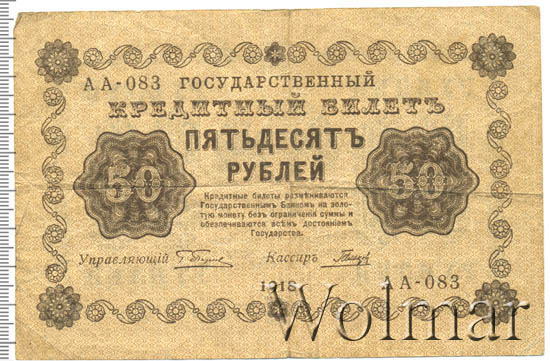 АА-083 ГОСУДАРСТВЕННЫЙ
КРЕДИТНЫЙ БИЛЕТЪ
ПЯТЬДЕСЯТЪ
РУБЛЕЙ
50 50
Кредитные билеты размѣниваются
Государственнымъ Банкомъ на золо-
тую монету безъ ограниченія суммы и
обезпечиваются всѣмъ достояніемъ
Государства.
Управляющій Кассиръ
1918
АА-083
Wolmar